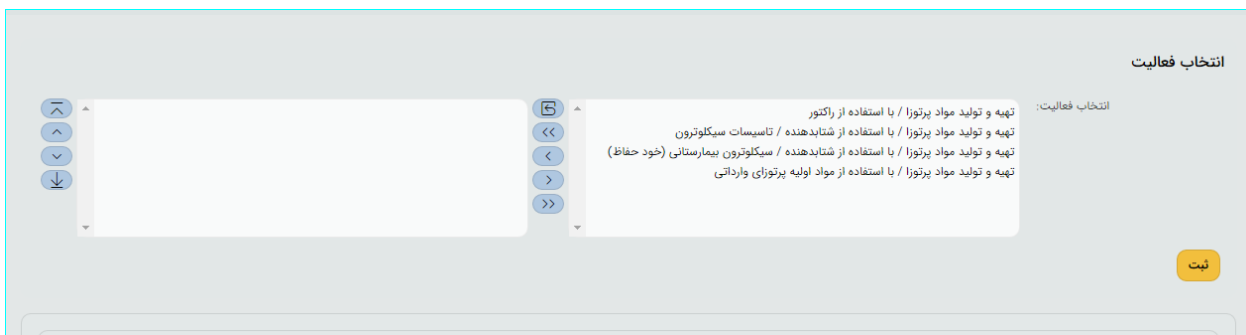 انتخاب فعالیت
انتخاب فعالیت:
تهیه و تولید مواد پرتوزا / با استفاده از راکتور
تهیه و تولید مواد پرتوزا / با استفاده از شتابدهنده / تاسیسات سیکلوترون
تهیه و تولید مواد پرتوزا / با استفاده از شتابدهنده / سیکلوترون بیمارستانی (خود حفاظ)
تهیه و تولید مواد پرتوزا / با استفاده از مواد اولیه پرتوزای وارداتی
ثبت